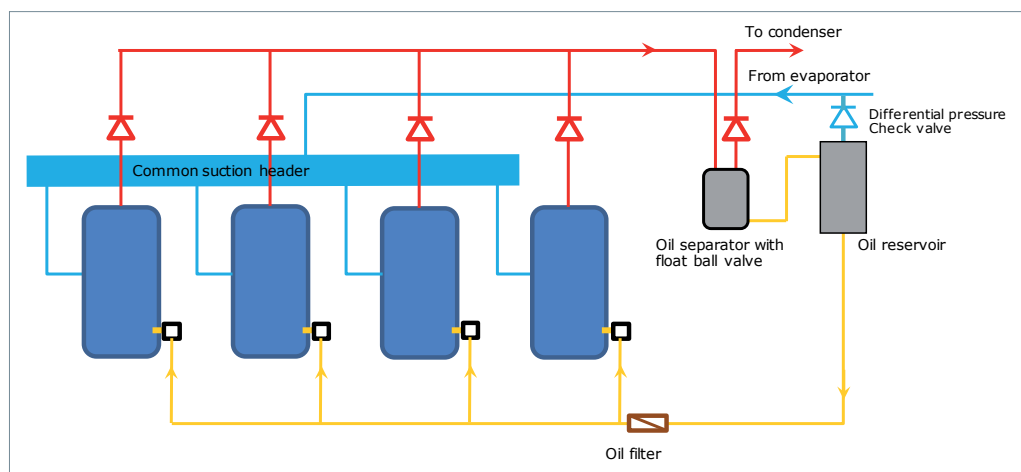 To condenser
From evaporator
Differential pressure
Check valve
Common suction header
Oil separator with
float ball valve
Oil reservoir
Oil filter